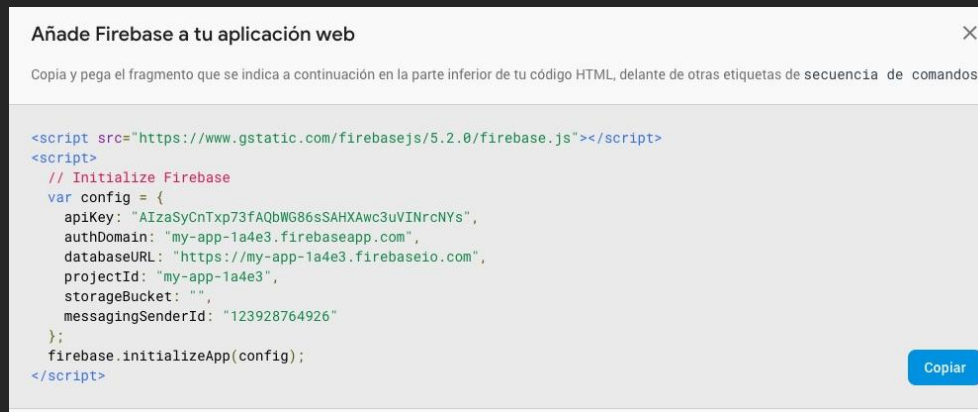 Añade Firebase a tu aplicación web
Copia y pega el fragmento que se indica a continuación en la parte inferior de tu código HTML, delante de otras etiquetas de secuencia de comandos
<script src="https://www.gstatic.com/firebasejs/5.2.0/firebase.js"></script>
<script>
// Initialize Firebase
var config = {
apiKey: "AIzaSyCnTxp73fAQbWG86sSAHXAwc3uVINrcNYs",
authDomain: "my-app-1a4e3.firebaseapp.com",
databaseURL: "https://my-app-1a4e3.firebaseio.com",
projectId: "my-app-1a4e3",
storageBucket: "",
messagingSenderId: "123928764926"
};
firebase.initializeApp(config);
</script>
Copiar